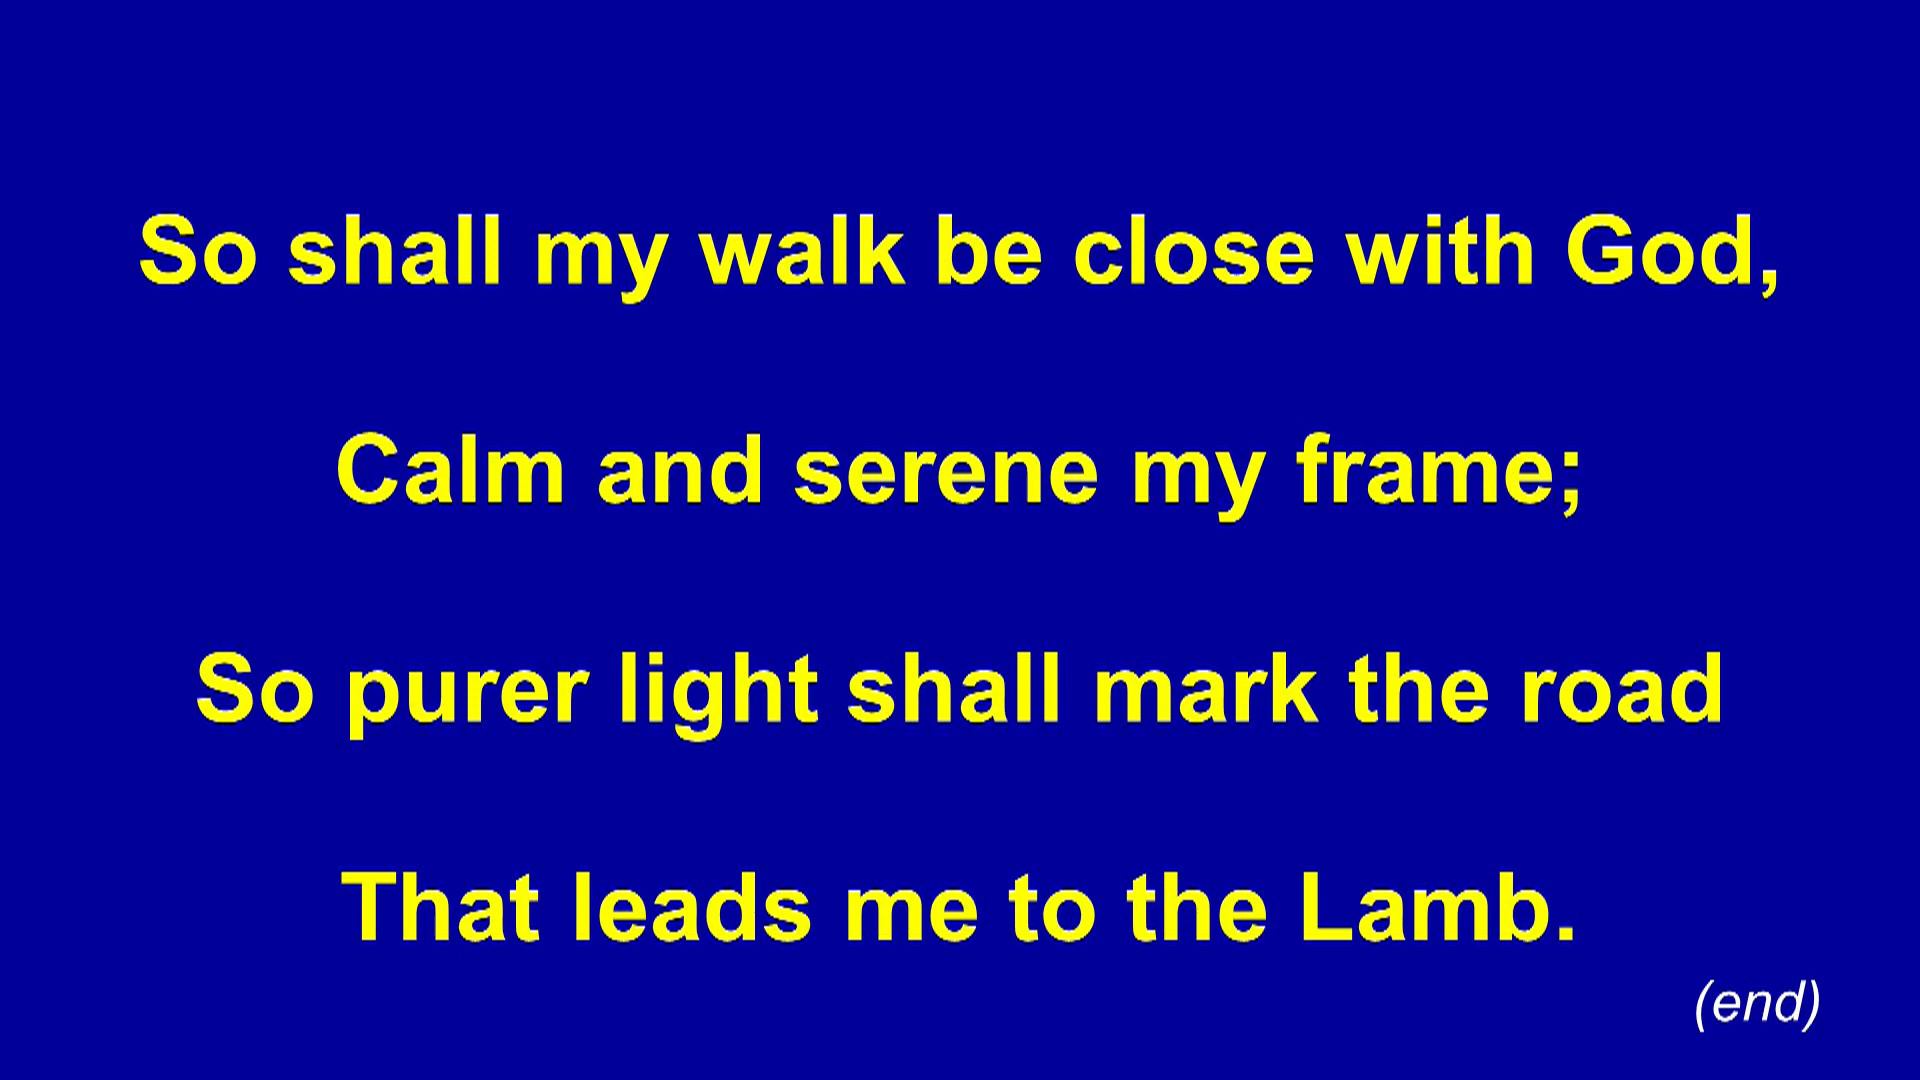 So shall my walk be close with God,
Calm and serene my frame;
So purer light shall mark the road
That leads me to the Lamb.
(end)